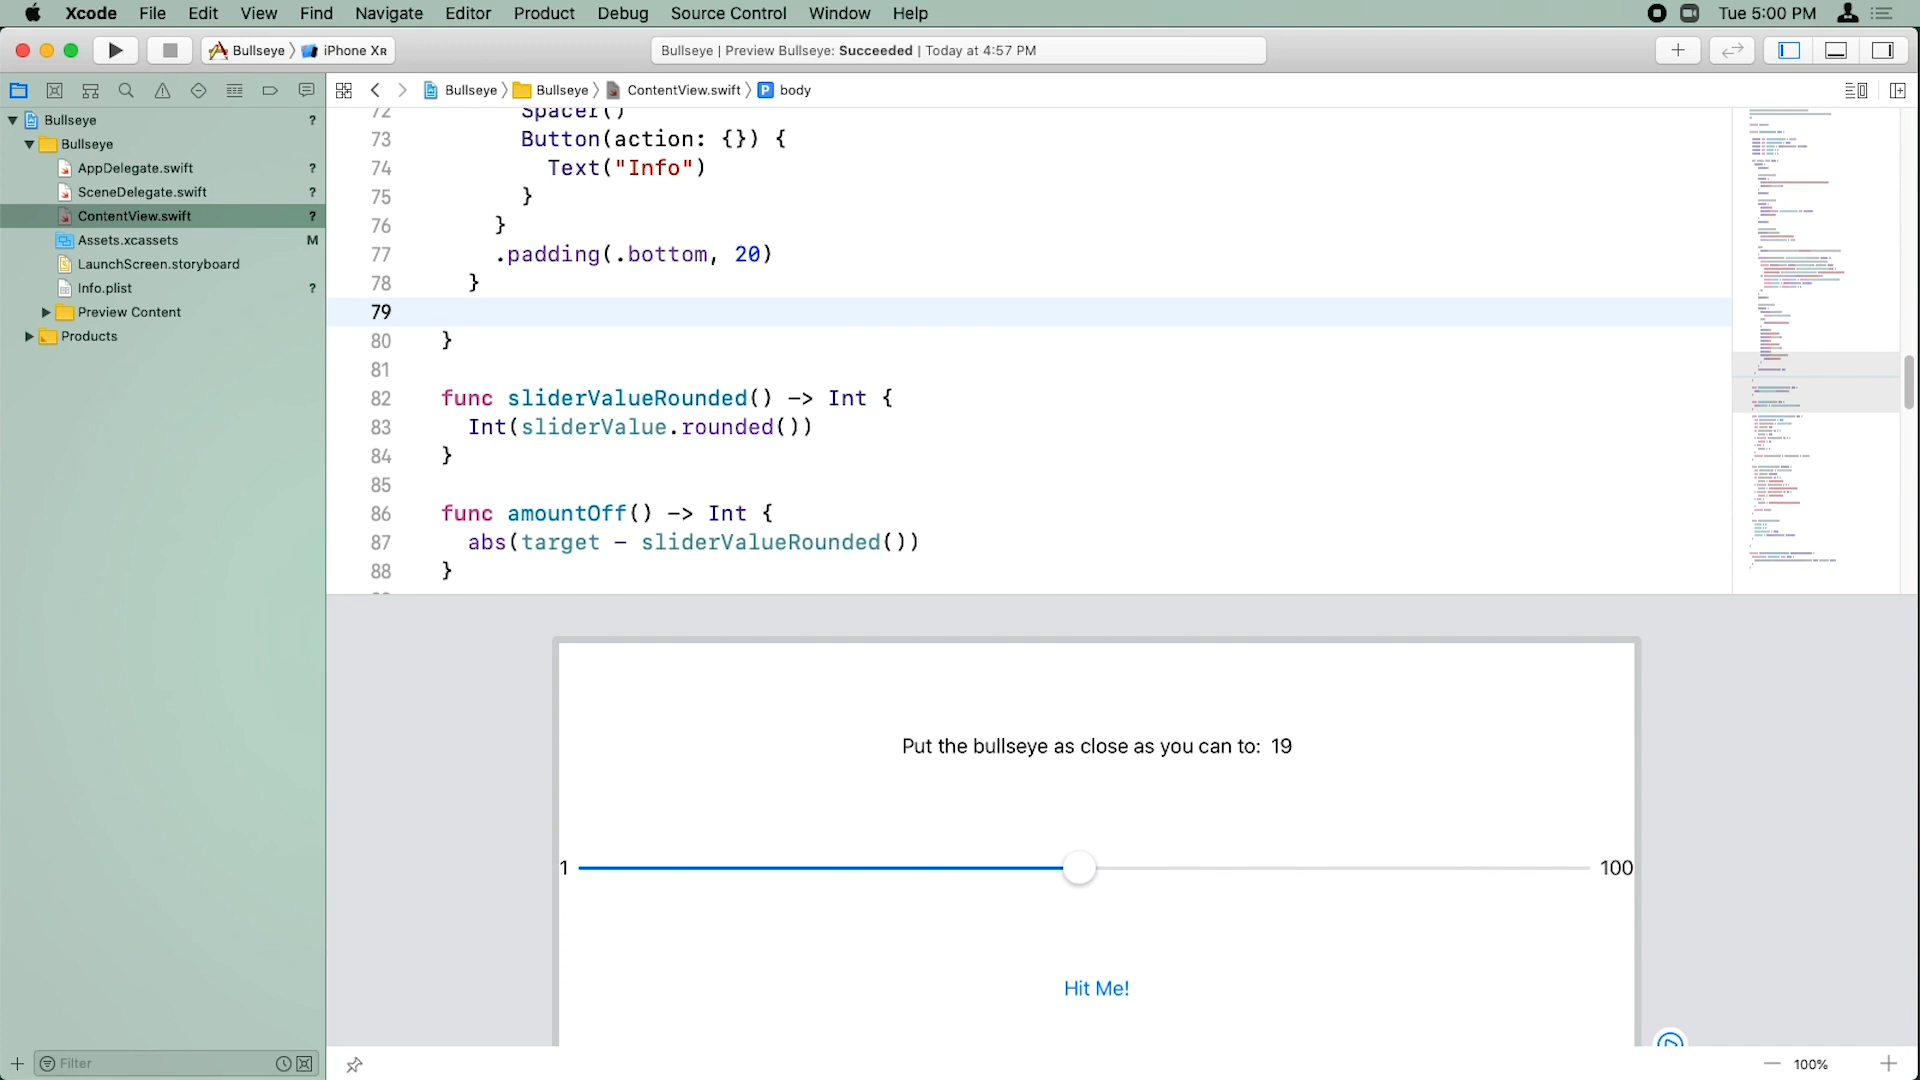 Xcode File Edit View Find Navigate Editor Product Debug Source Control Window Help Tue 5:00 PM
Bullseye iPhone XR Bullseye | Preview Bullseye: Succeeded | Today at 4:57 PM
Bullseye Bullseye ContentView.swift P body
Bullseye ?
Bullseye
AppDelegate.swift ?
SceneDelegate.swift ?
ContentView.swift ?
Assets.xcassets M
LaunchScreen.storyboard
Info.plist ?
Preview Content
Products
Filter
72 Spacer()
73 Button(action: {}) {
74 Text("Info")
75 }
76 }
77 .padding(.bottom, 20)
78 }
79
80 }
81
82 func sliderValueRounded() -> Int {
83 Int(sliderValue.rounded())
84 }
85
86 func amountOff() -> Int {
87 abs(target - sliderValueRounded())
88 }
Put the bullseye as close as you can to: 19
1 100
Hit Me!
100%